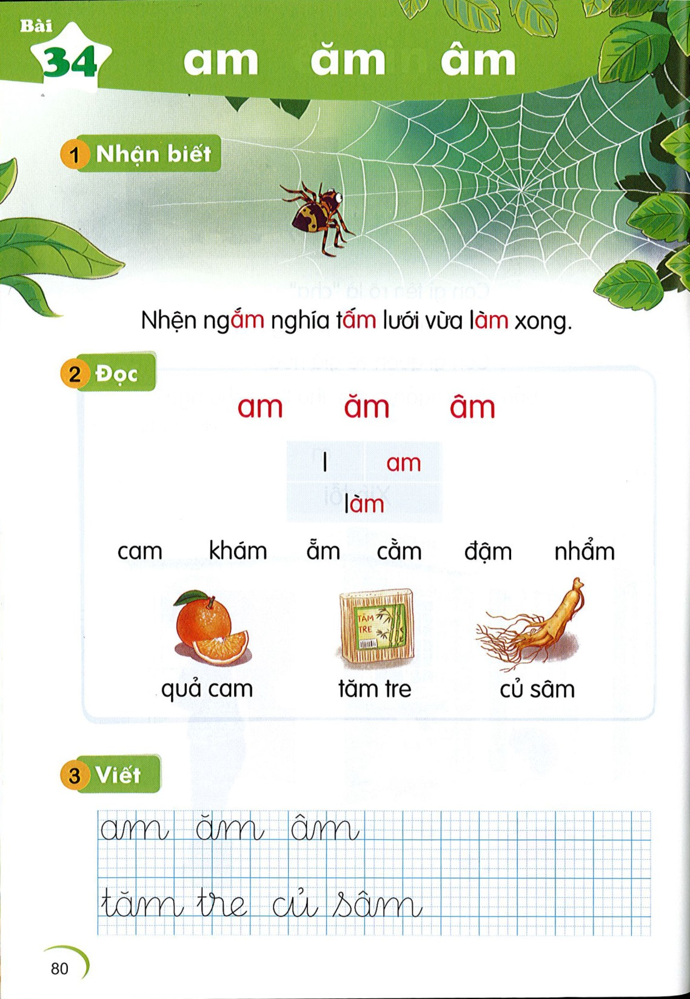 Bài
34
am ăm âm
1 Nhận biết
Nhện ngắm nghía tấm lưới vừa làm xong.
2 Đọc
am ăm âm
l am
làm
cam khám ẵm cằm đậm nhẩm
TĂM
TRE
quả cam tăm tre củ sâm
3 Viết
am ăm âm
tăm tre củ sâm
80